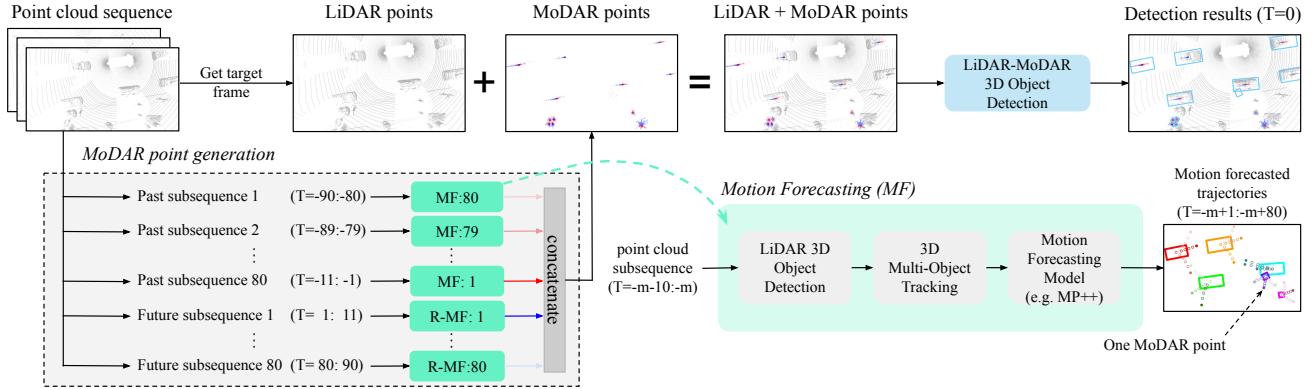 Point cloud sequence
LiDAR points
MoDAR points
LiDAR + MoDAR points
Detection results (T=0)
Get target
frame
+
=
LiDAR-MoDAR
3D Object
Detection
MoDAR point generation
Past subsequence 1 (T=-90:-80) MF:80
Past subsequence 2 (T=-89:-79) MF:79
⋮ ⋮
Past subsequence 80 (T=-11: -1) MF: 1
Future subsequence 1 (T= 1: 11) R-MF: 1
⋮ ⋮
Future subsequence 80 (T= 80: 90) R-MF:80
concatenate
Motion Forecasting (MF)
point cloud
subsequence
(T=-m-10:-m)
LiDAR 3D
Object
Detection
3D
Multi-Object
Tracking
Motion
Forecasting
Model
(e.g. MP++)
Motion forecasted
trajectories
(T=-m+1:-m+80)
One MoDAR point